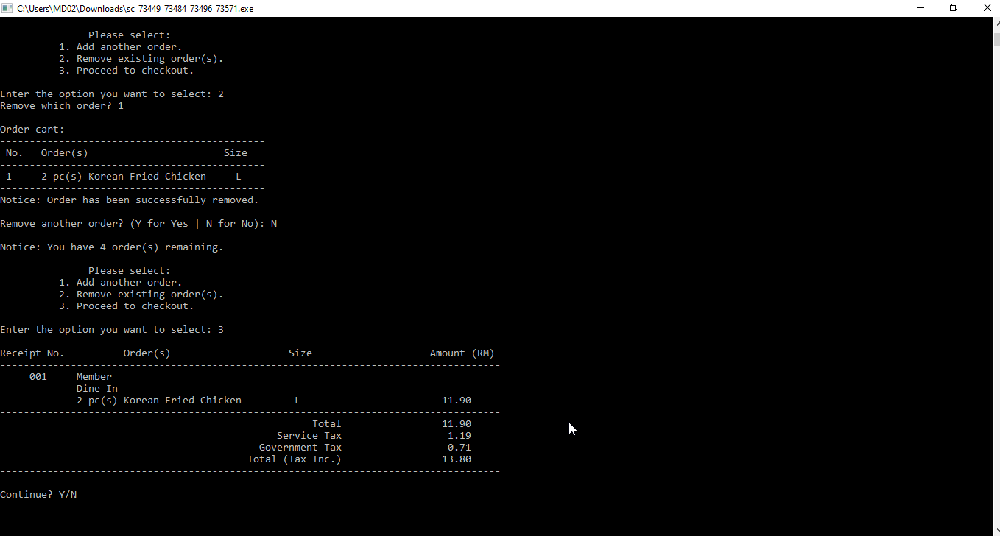 C:\Users\MD02\Downloads\sc_73449_73484_73496_73571.exe
Please select:
1. Add another order.
2. Remove existing order(s).
3. Proceed to checkout.
Enter the option you want to select: 2
Remove which order? 1
Order cart:
---------------------------------------------
No. Order(s) Size
---------------------------------------------
1 2 pc(s) Korean Fried Chicken L
---------------------------------------------
Notice: Order has been successfully removed.
Remove another order? (Y for Yes | N for No): N
Notice: You have 4 order(s) remaining.
Please select:
1. Add another order.
2. Remove existing order(s).
3. Proceed to checkout.
Enter the option you want to select: 3
-------------------------------------------------------------------------------------
Receipt No. Order(s) Size Amount (RM)
-------------------------------------------------------------------------------------
001 Member
Dine-In
2 pc(s) Korean Fried Chicken L 11.90
-------------------------------------------------------------------------------------
Total 11.90
Service Tax 1.19
Government Tax 0.71
Total (Tax Inc.) 13.80
-------------------------------------------------------------------------------------
Continue? Y/N